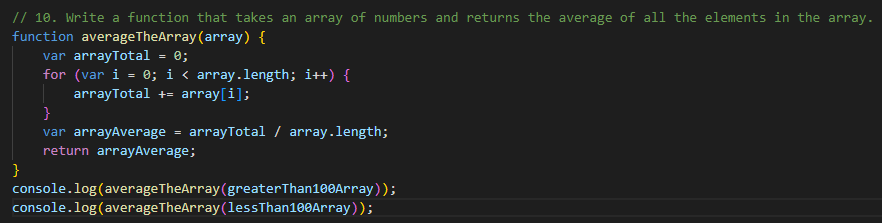 // 10. Write a function that takes an array of numbers and returns the average of all the elements in the array.
function averageTheArray(array) {
    var arrayTotal = 0;
    for (var i = 0; i < array.length; i++) {
        arrayTotal += array[i];
    }
    var arrayAverage = arrayTotal / array.length;
    return arrayAverage;
}
console.log(averageTheArray(greaterThan100Array));
console.log(averageTheArray(lessThan100Array));